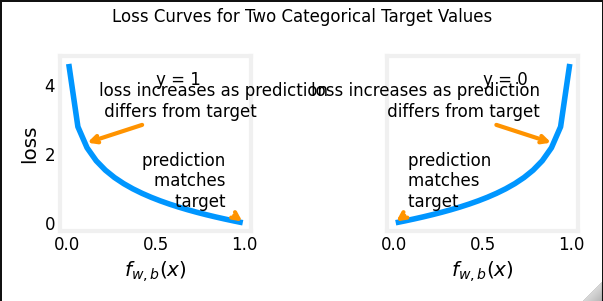 Loss Curves for Two Categorical Target Values
y = 1
loss increases as prediction
differs from target
prediction
matches
target
loss
4
2
0
0.0 0.5 1.0
f_{w, b}(x)
y = 0
loss increases as prediction
differs from target
prediction
matches
target
0.0 0.5 1.0
f_{w, b}(x)